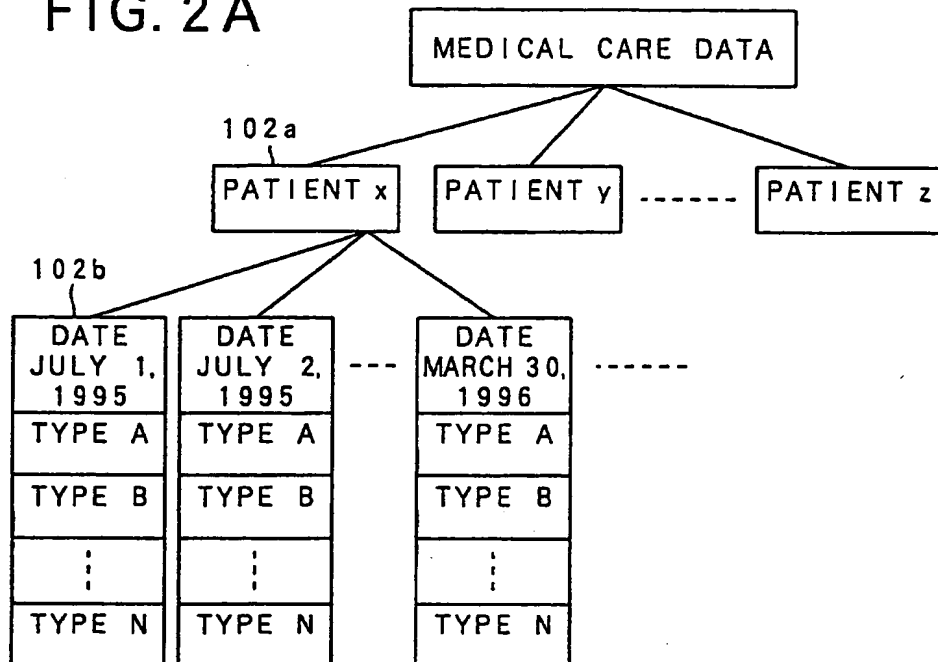 FIG. 2A
MEDICAL CARE DATA
102a
PATIENT x
PATIENT y
------
PATIENT z
102b
DATE
JULY 1,
1995
TYPE A
TYPE B
TYPE N
DATE
JULY 2,
1995
TYPE A
TYPE B
TYPE N
---
DATE
MARCH 30,
1996
TYPE A
TYPE B
TYPE N
------